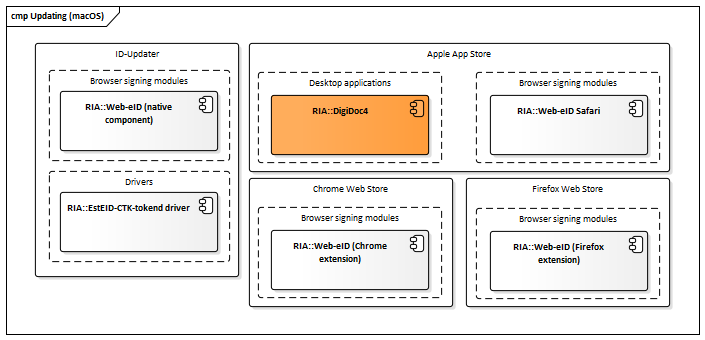 cmp Updating (macOS)
ID-Updater
Browser signing modules
RIA::Web-eID (native
component)
Drivers
RIA::EstEID-CTK-tokend driver
Apple App Store
Desktop applications
RIA::DigiDoc4
Browser signing modules
RIA::Web-eID Safari
Chrome Web Store
Browser signing modules
RIA::Web-eID (Chrome
extension)
Firefox Web Store
Browser signing modules
RIA::Web-eID (Firefox
extension)